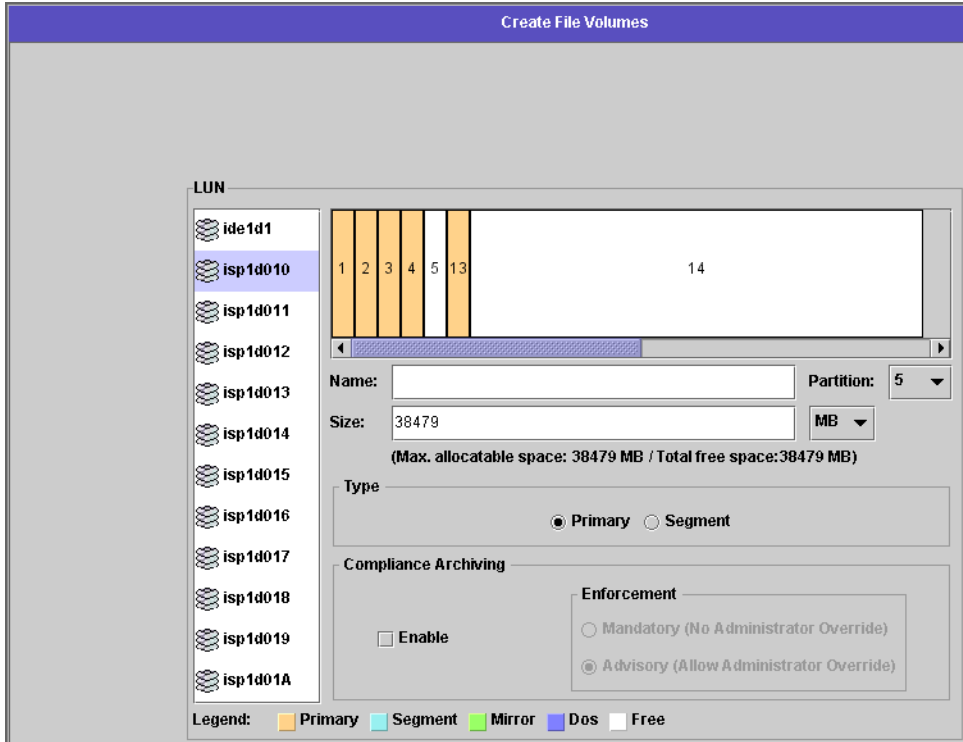 Create File Volumes
LUN
ide1d1
isp1d010
isp1d011
isp1d012
isp1d013
isp1d014
isp1d015
isp1d016
isp1d017
isp1d018
isp1d019
isp1d01A
1 2 3 4 5 13 14
Name: Partition: 5
Size: 38479 MB
(Max. allocatable space: 38479 MB / Total free space:38479 MB)
Type
Primary Segment
Compliance Archiving
Enable
Enforcement
Mandatory (No Administrator Override)
Advisory (Allow Administrator Override)
Legend: Primary Segment Mirror Dos Free